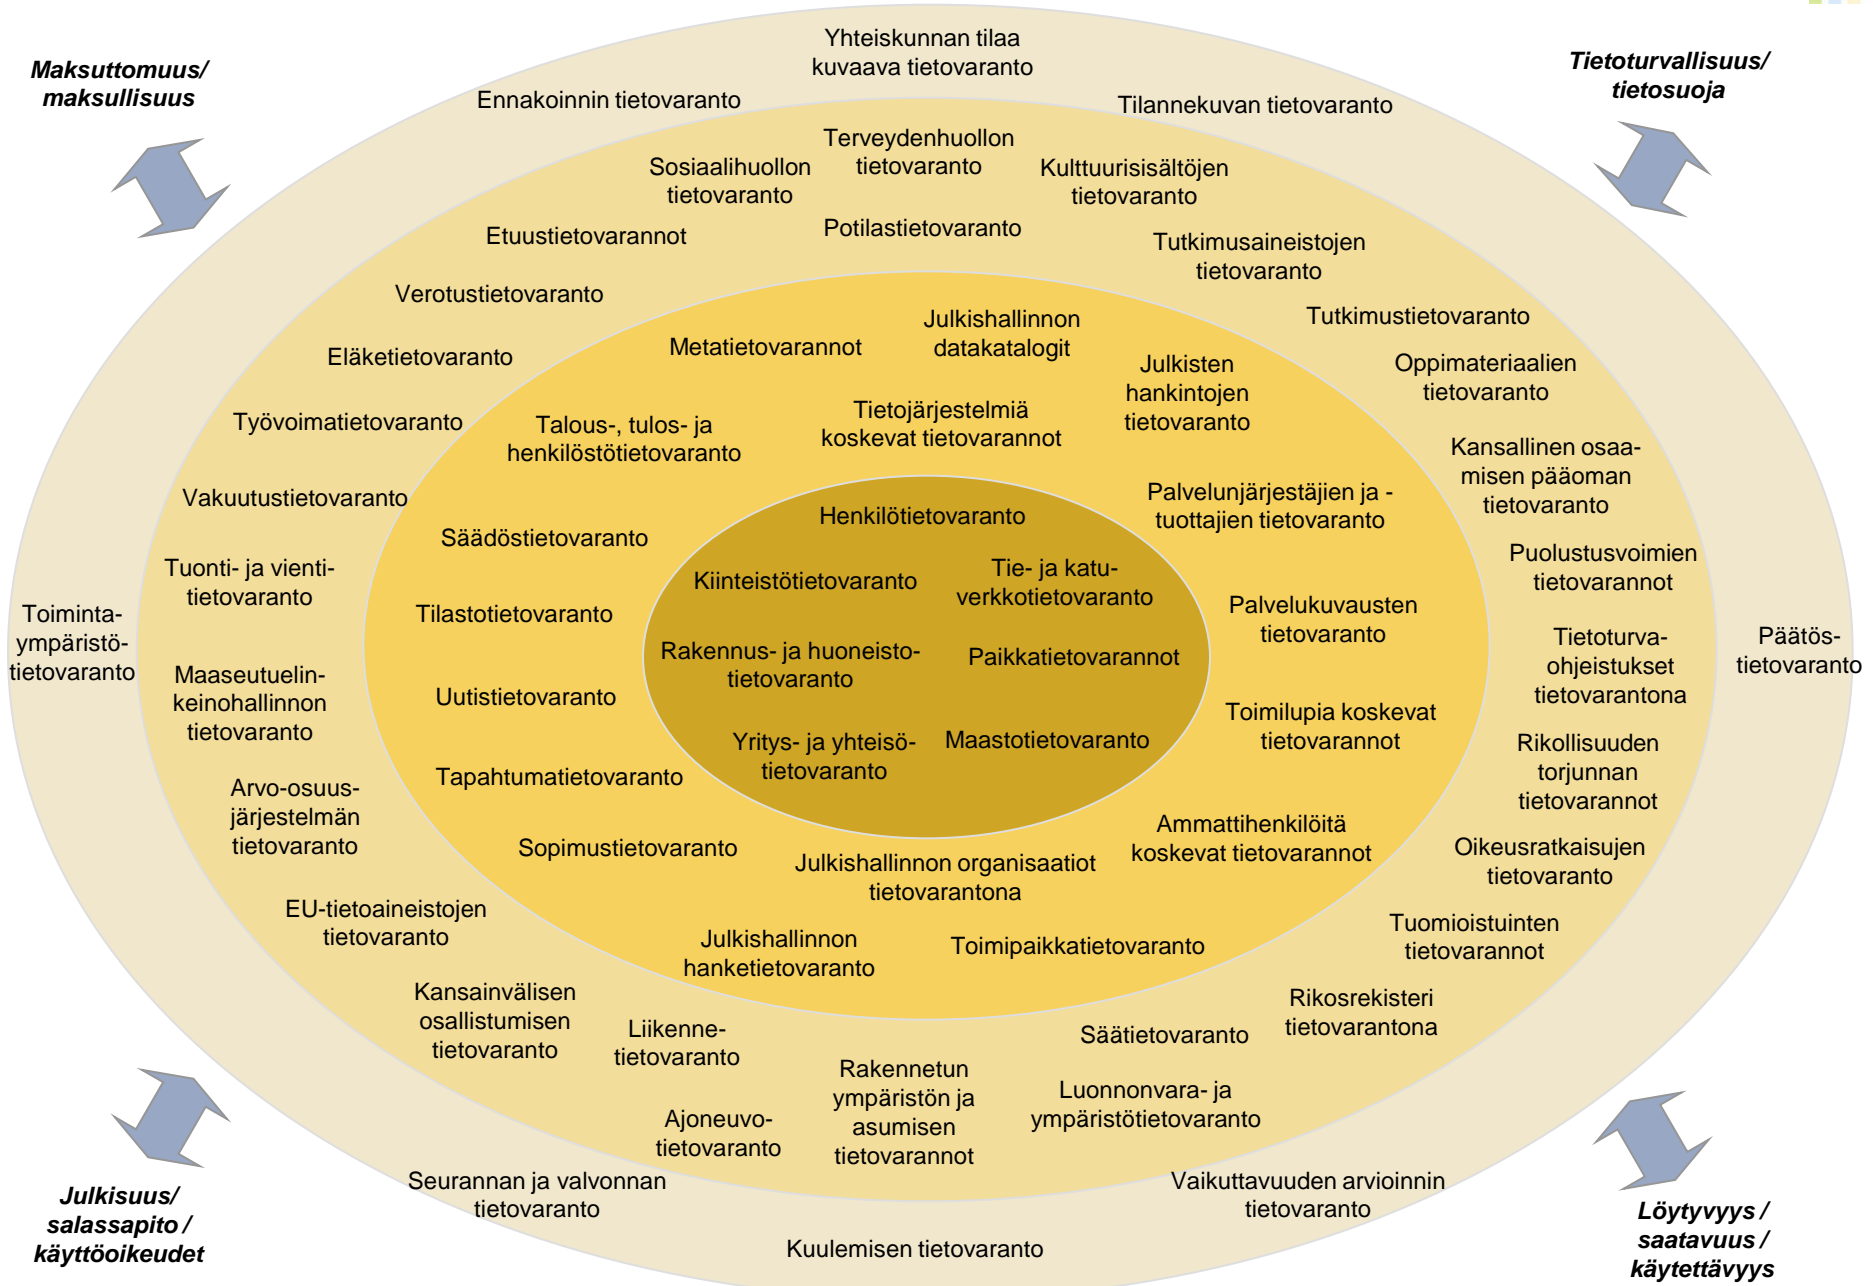 Maksuttomuus/
maksullisuus
Tietoturvallisuus/
tietosuoja
Yhteiskunnan tilaa
kuvaava tietovaranto
Ennakoinnin tietovaranto
Tilannekuvan tietovaranto
Terveydenhuollon
tietovaranto
Sosiaalihuollon
tietovaranto
Kulttuurisisältöjen
tietovaranto
Etuustietovarannot
Potilastietovaranto
Tutkimusaineistojen
tietovaranto
Verotustietovaranto
Tutkimustietovaranto
Metatietovarannot
Julkishallinnon
datakatalogit
Eläketietovaranto
Julkisten
hankintojen
tietovaranto
Oppimateriaalien
tietovaranto
Työvoimatietovaranto
Talous-, tulos- ja
henkilöstötietovaranto
Tietojärjestelmiä
koskevat tietovarannot
Kansallinen osaa-
misen pääoman
tietovaranto
Vakuutustietovaranto
Palvelunjärjestäjien ja -
tuottajien tietovaranto
Henkilötietovaranto
Säädöstietovaranto
Tuonti- ja vienti-
tietovaranto
Kiinteistötietovaranto
Tie- ja katu-
verkkotietovaranto
Puolustusvoimien
tietovarannot
Toiminta-
ympäristö-
tietovaranto
Tilastotietovaranto
Palvelukuvausten
tietovaranto
Tietoturva-
ohjeistukset
tietovarantona
Päätös-
tietovaranto
Rakennus- ja huoneisto-
tietovaranto
Paikkatietovarannot
Maaseutuelin-
keinohallinnon
tietovaranto
Uutistietovaranto
Toimilupia koskevat
tietovarannot
Yritys- ja yhteisö-
tietovaranto
Maastotietovaranto
Rikollisuuden
torjunnan
tietovarannot
Arvo-osuus-
järjestelmän
tietovaranto
Tapahtumatietovaranto
Ammattihenkilöitä
koskevat tietovarannot
Sopimustietovaranto
Julkishallinnon organisaatiot
tietovarantona
Oikeusratkaisujen
tietovaranto
EU-tietoaineistojen
tietovaranto
Julkishallinnon
hanketietovaranto
Toimipaikkatietovaranto
Tuomioistuinten
tietovarannot
Kansainvälisen
osallistumisen
tietovaranto
Liikenne-
tietovaranto
Säätietovaranto
Rikosrekisteri
tietovarantona
Rakennetun
ympäristön ja
asumisen
tietovarannot
Luonnonvara- ja
ympäristötietovaranto
Ajoneuvo-
tietovaranto
Seurannan ja valvonnan
tietovaranto
Vaikuttavuuden arvioinnin
tietovaranto
Kuulemisen tietovaranto
Julkisuus/
salassapito /
käyttöoikeudet
Löytyvyys /
saatavuus /
käytettävyys